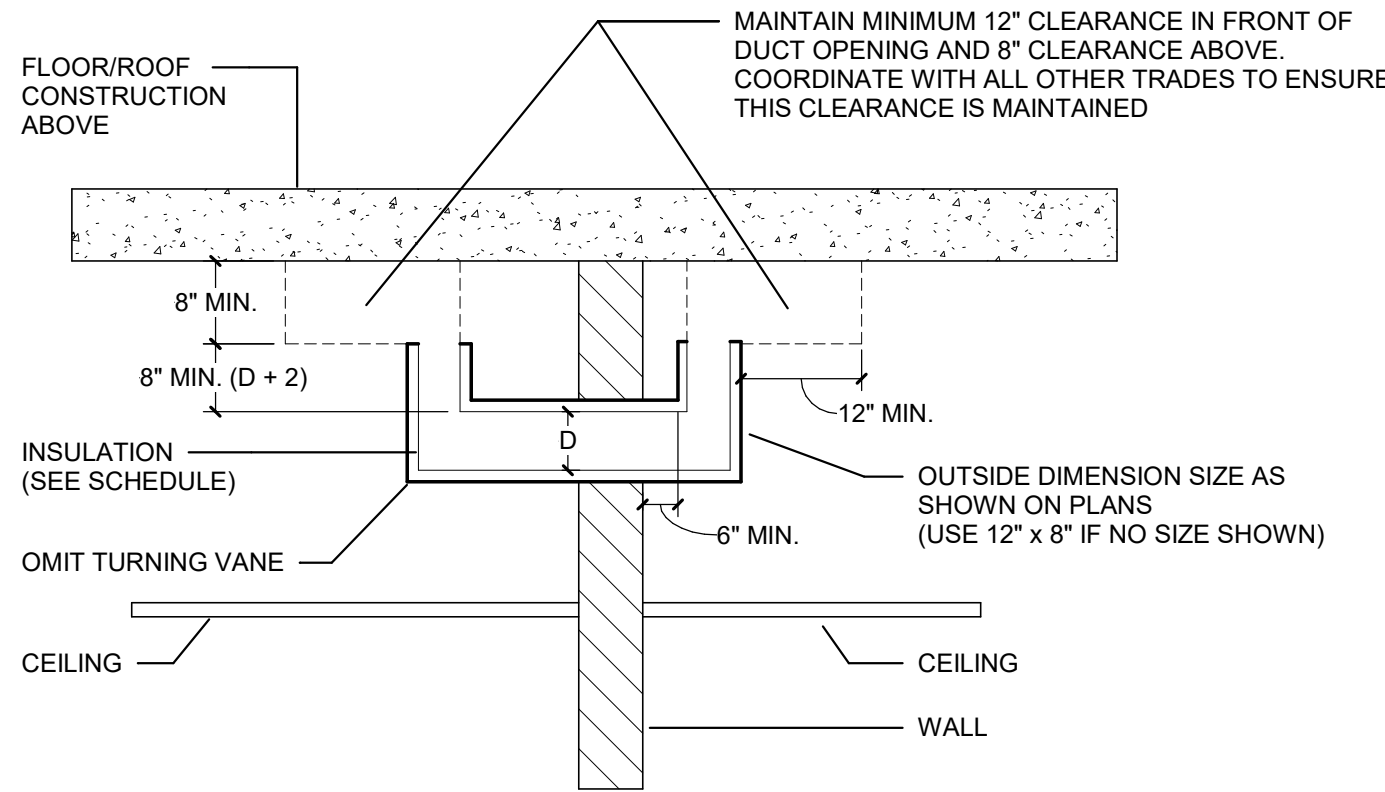 MAINTAIN MINIMUM 12" CLEARANCE IN FRONT OF
DUCT OPENING AND 8" CLEARANCE ABOVE.
COORDINATE WITH ALL OTHER TRADES TO ENSURE
THIS CLEARANCE IS MAINTAINED
FLOOR/ROOF
CONSTRUCTION
ABOVE
8" MIN.
8" MIN. (D + 2)
12" MIN.
D
INSULATION
(SEE SCHEDULE)
OUTSIDE DIMENSION SIZE AS
SHOWN ON PLANS
(USE 12" x 8" IF NO SIZE SHOWN)
6" MIN.
OMIT TURNING VANE
CEILING
CEILING
WALL